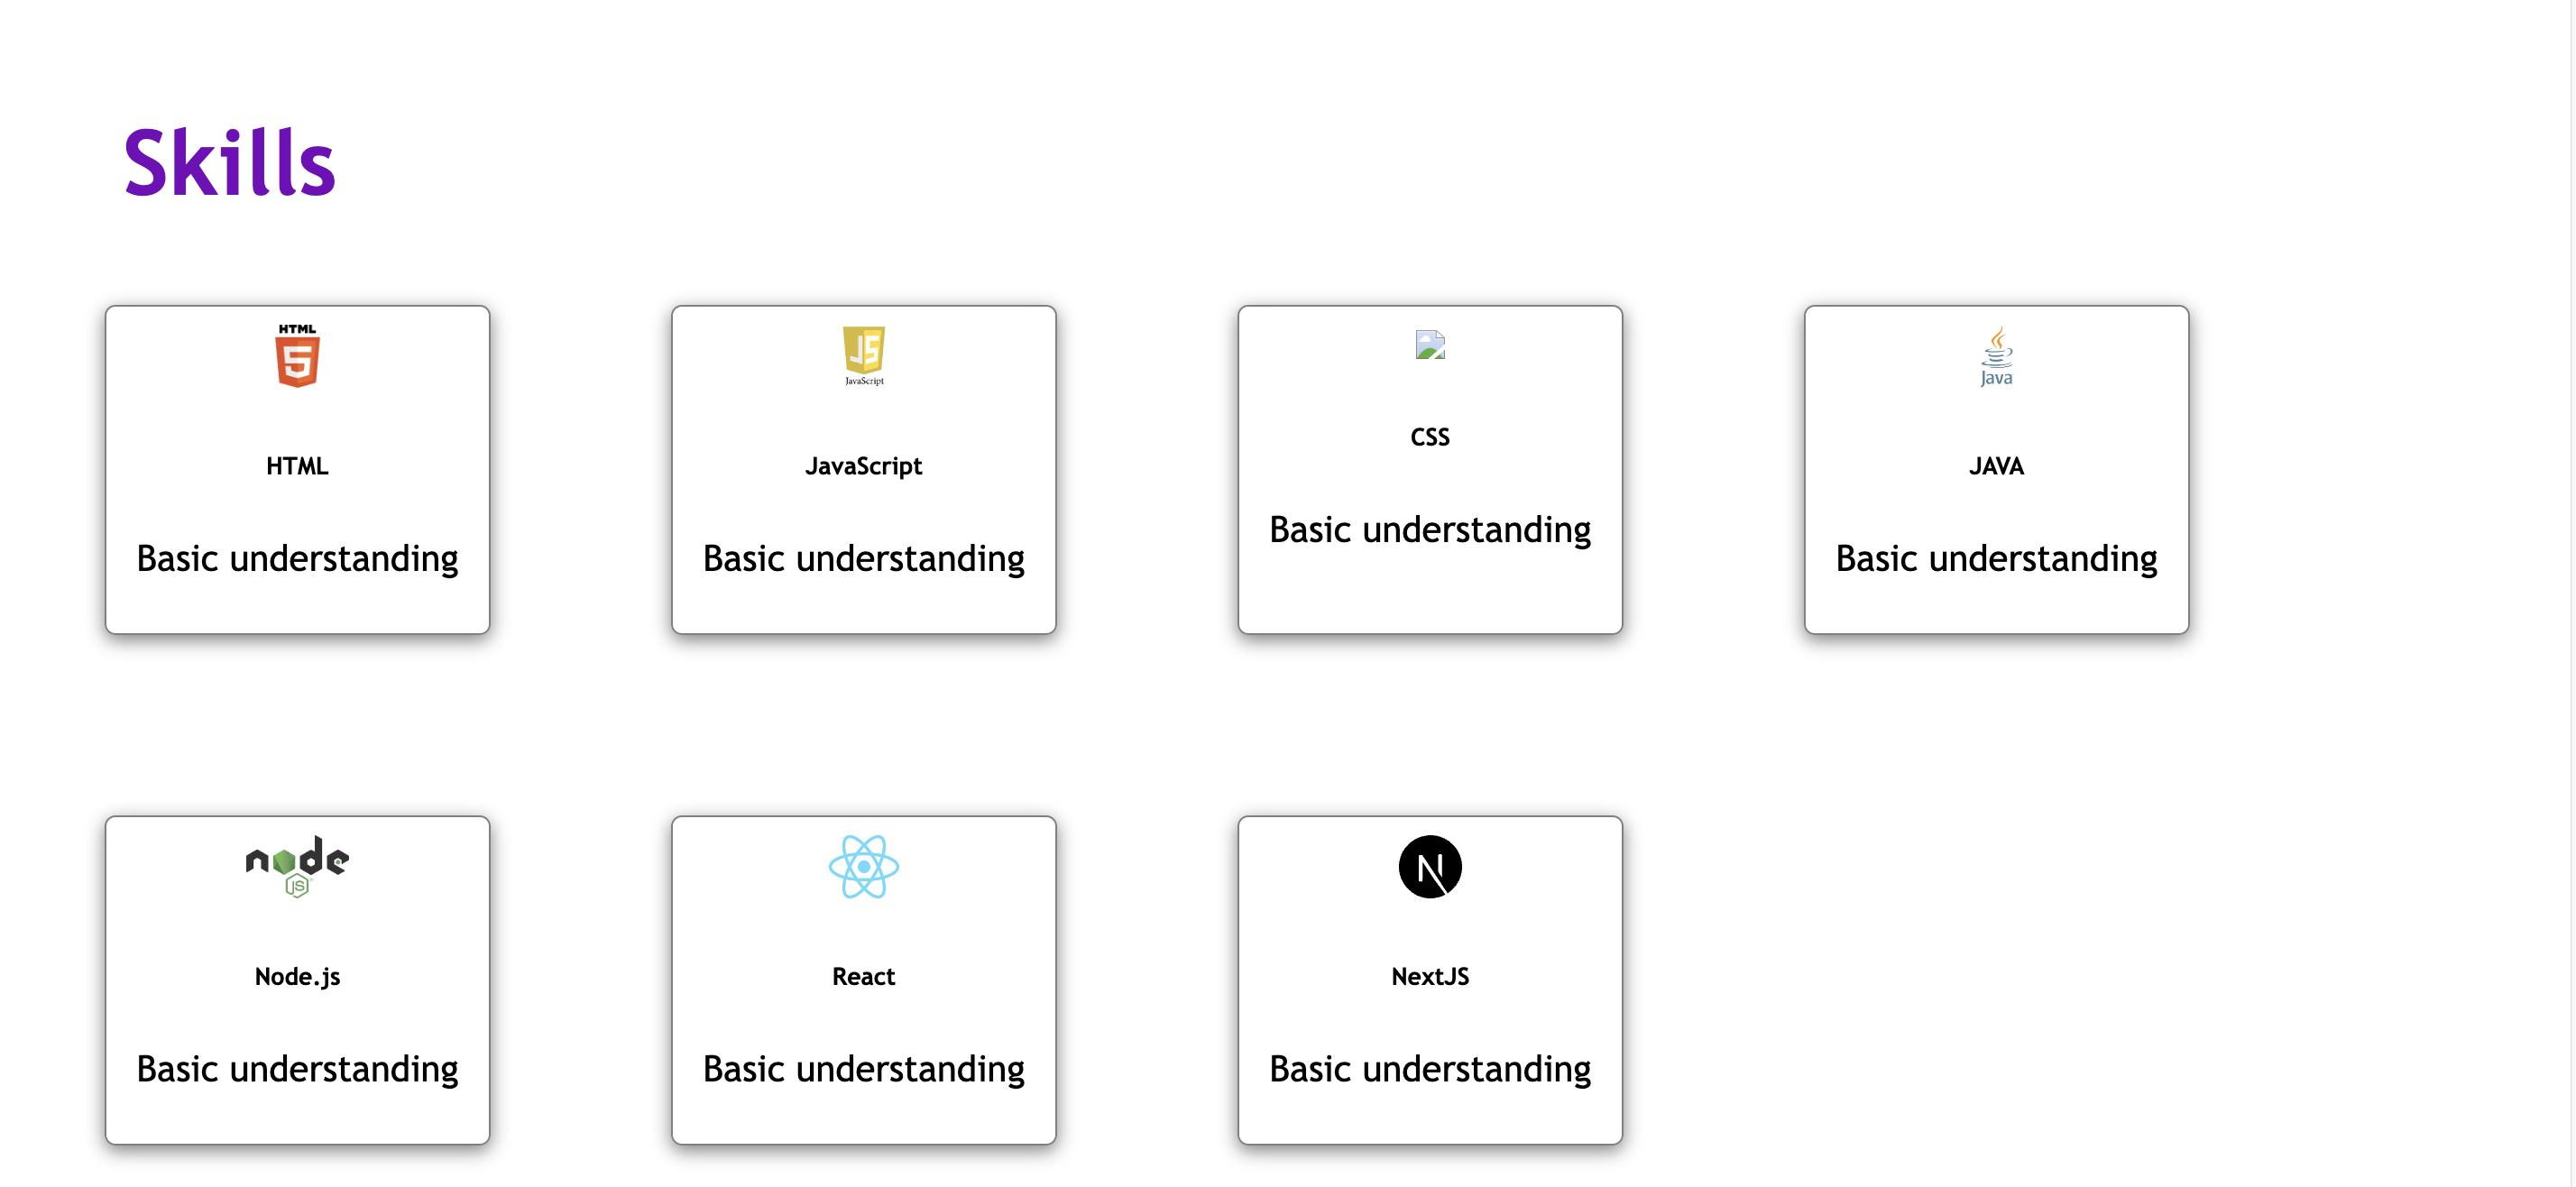 Skills
HTML
5
HTML
Basic understanding
JS
JavaScript
JavaScript
Basic understanding
CSS
Basic understanding
Java
JAVA
Basic understanding
node
JS
Node.js
Basic understanding
React
Basic understanding
N
NextJS
Basic understanding